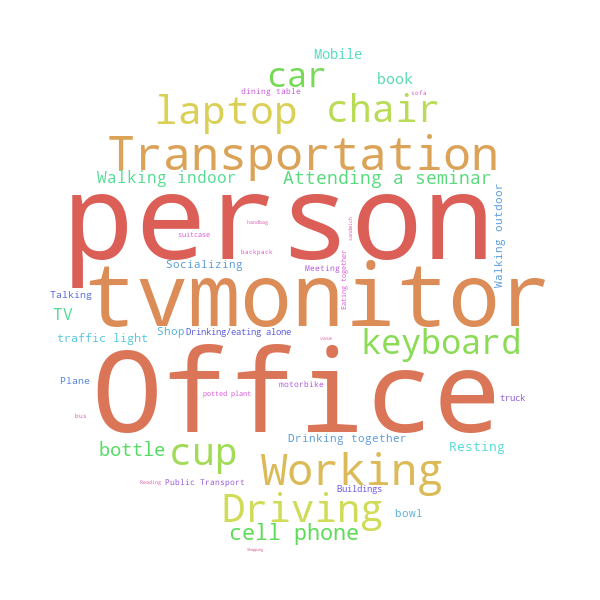 Mobile
car
book
dining table
sofa
laptop
chair
Transportation
Walking indoor
Attending a seminar
person
Walking outdoor
handbag
sandwich
suitcase
backpack
Socializing
Meeting
Eating together
tvmonitor
Talking
TV
Shop
Drinking/eating alone
traffic light
vase
keyboard
Office
Plane
motorbike
potted plant
truck
bus
Drinking together
bottle
cup
Resting
Working
Reading
Public Transport
Buildings
Driving
bowl
cell phone
Shopping